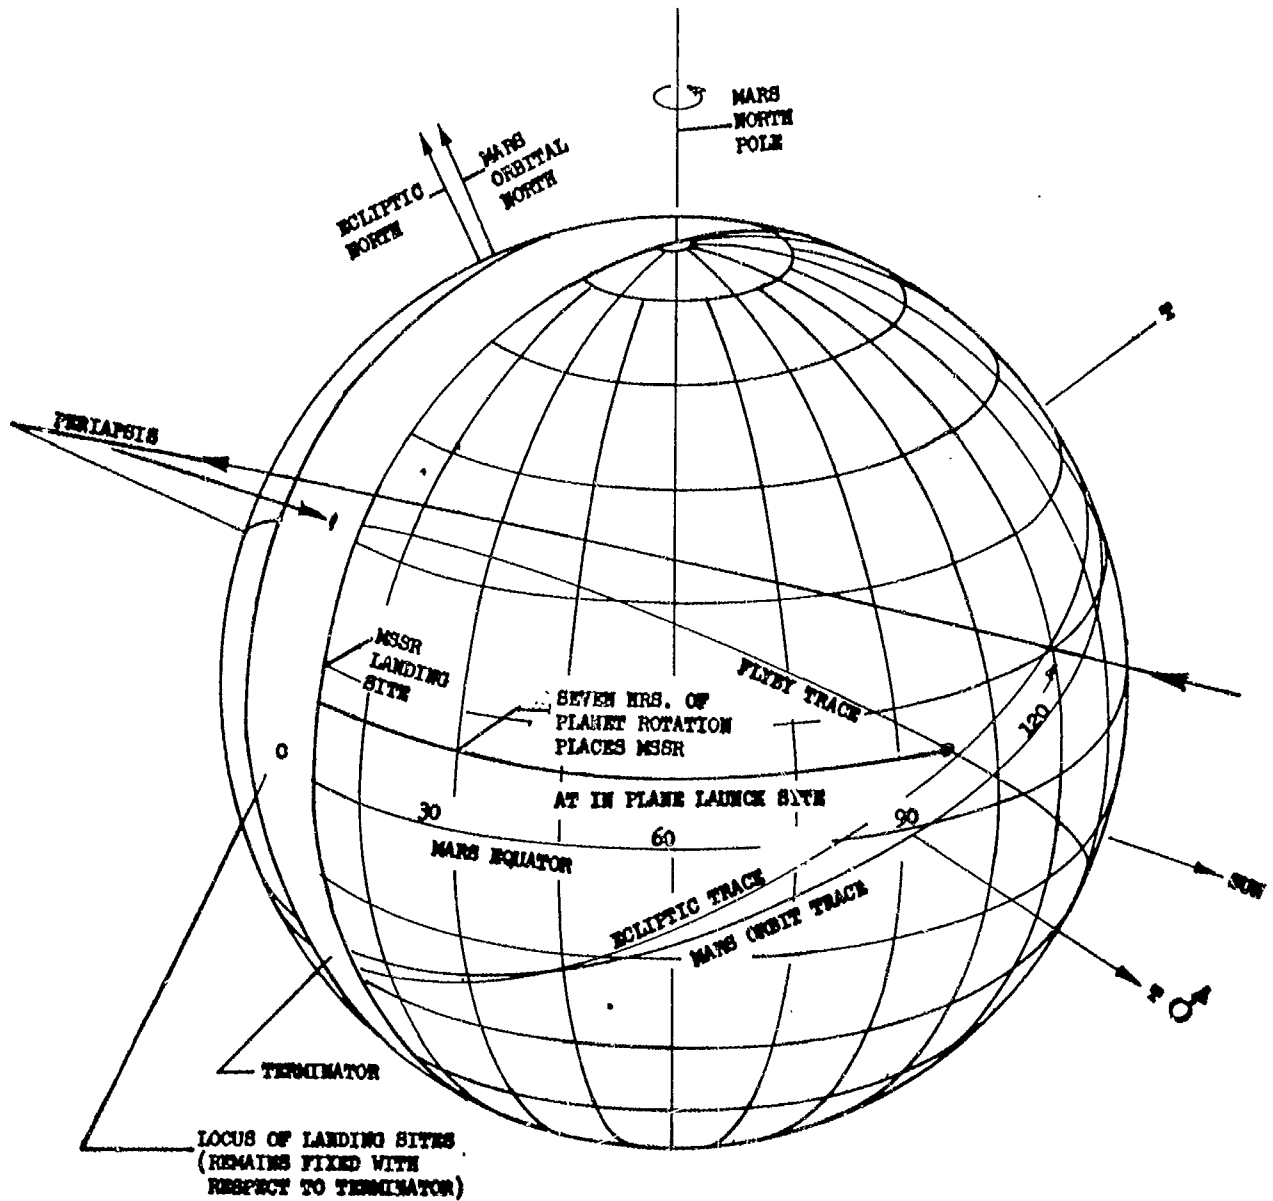 MARS
NORTH
POLE
MARS
ORBITAL
NORTH
ECLIPTIC
NORTH
PERIAPSIS
MSSR
LANDING
SITE
SEVEN HRS. OF
PLANET ROTATION
PLACES MSSR
AT IN PLANE LAUNCH SITE
FLYBY TRACE
120
0
30
60
90
MARS EQUATOR
ECLIPTIC TRACE
MARS ORBIT TRACE
SUN
TERMINATOR
LOCUS OF LANDING SITES
(REMAINS FIXED WITH
RESPECT TO TERMINATOR)